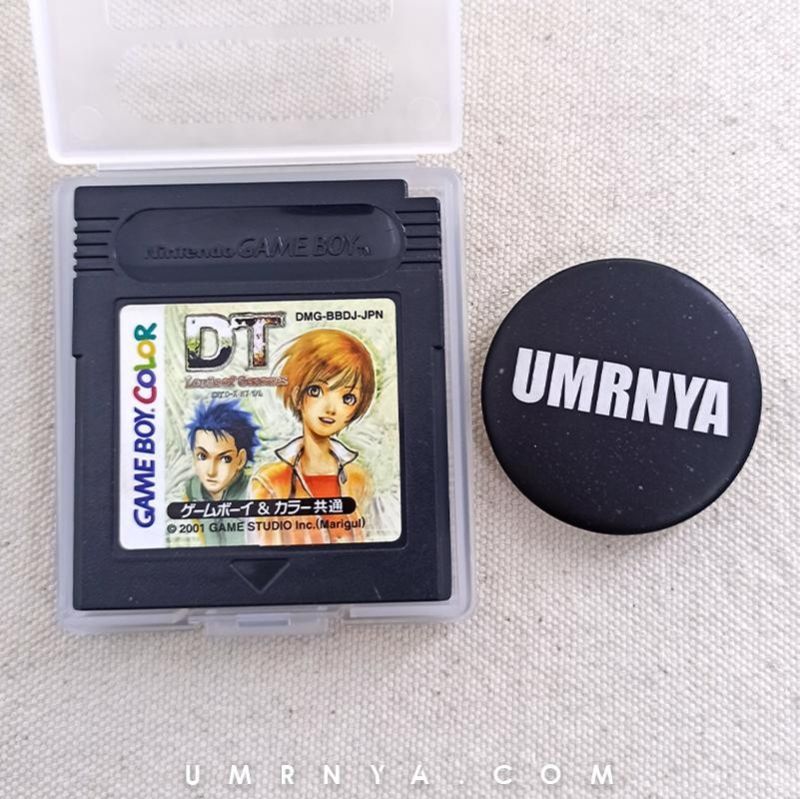 Nintendo GAME BOY TM
GAME BOY COLOR
DT
DMG-BBDJ-JPN
Lords of Genomes
ゲームボーイ & カラー共通
© 2001 GAME STUDIO Inc.(Marigul)
UMRNYA
UMRNYA.COM